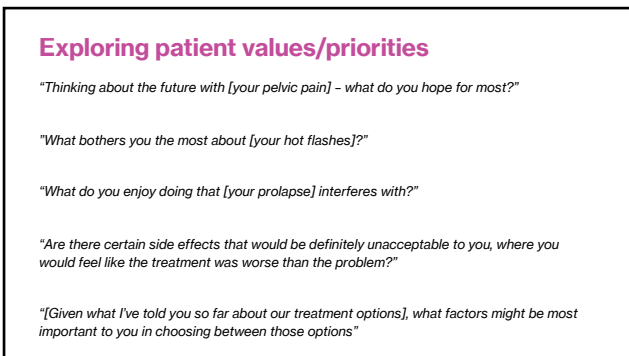 Exploring patient values/priorities
“Thinking about the future with [your pelvic pain] – what do you hope for most?”
”What bothers you the most about [your hot flashes]?”
“What do you enjoy doing that [your prolapse] interferes with?”
“Are there certain side effects that would be definitely unacceptable to you, where you
would feel like the treatment was worse than the problem?”
“[Given what I’ve told you so far about our treatment options], what factors might be most
important to you in choosing between those options”